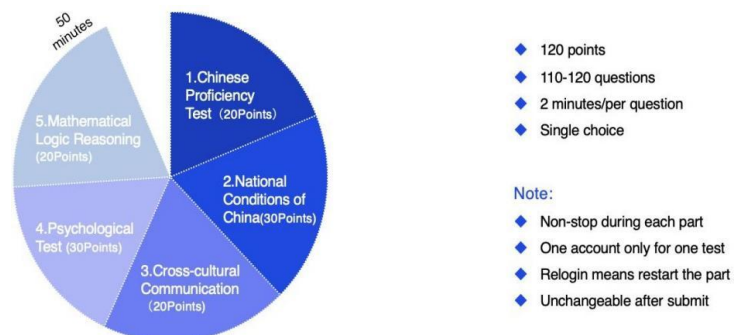 50
minutes
1.Chinese
Proficiency
Test（20Points）
2.National
Conditions of
China(30Points)
3.Cross-cultural
Communication
（20Points）
4.Psychological
Test (30Points)
5.Mathematical
Logic Reasoning
(20Points)
120 points
110-120 questions
2 minutes/per question
Single choice
Note:
Non-stop during each part
One account only for one test
Relogin means restart the part
Unchangeable after submit